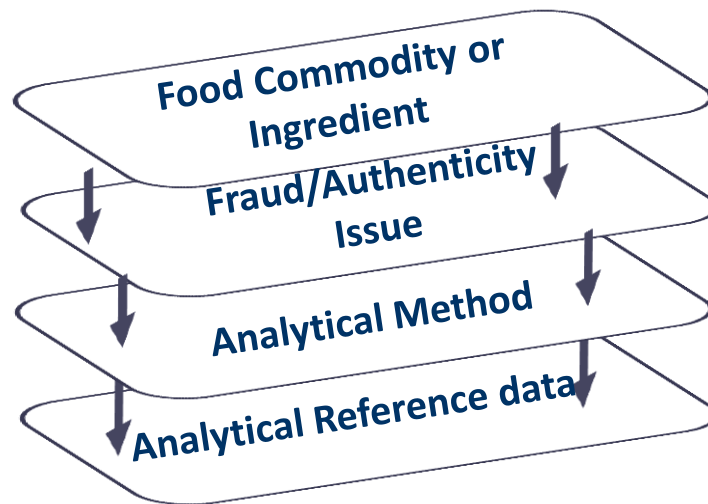 Food Commodity or
Ingredient
Fraud/Authenticity
Issue
Analytical Method
Analytical Reference data